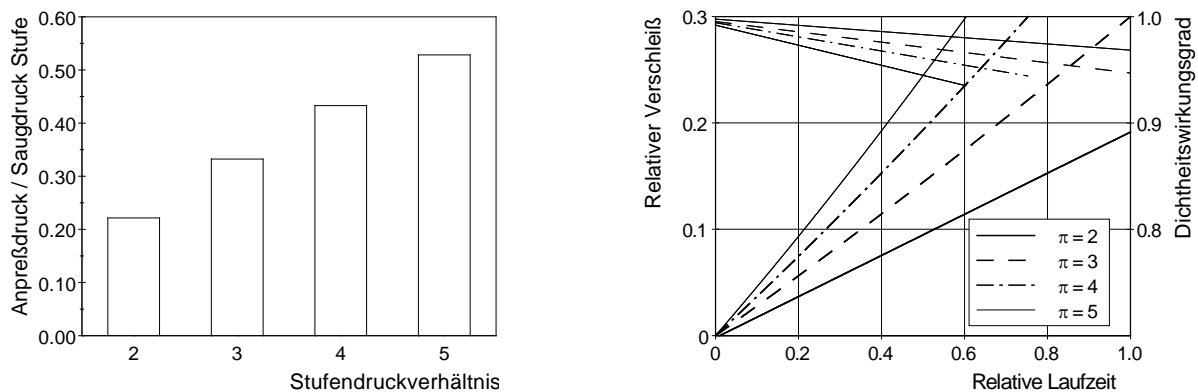 Anpreßdruck / Saugdruck Stufe
0.60
0.50
0.40
0.30
0.20
0.10
0.00
2 3 4 5
Stufendruckverhältnis
Relativer Verschleiß
0.3
0.2
0.1
0
0 0.2 0.4 0.6 0.8 1.0
Relative Laufzeit
1.0
0.9
0.8
Dichtheitswirkungsgrad
π = 2
π = 3
π = 4
π = 5